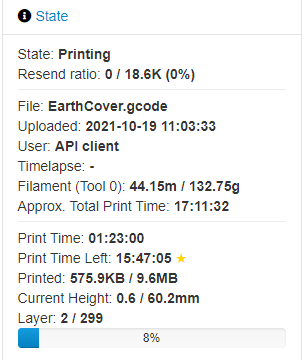 State
State: Printing
Resend ratio: 0 / 18.6K (0%)
File: EarthCover.gcode
Uploaded: 2021-10-19 11:03:33
User: API client
Timelapse: -
Filament (Tool 0): 44.15m / 132.75g
Approx. Total Print Time: 17:11:32
Print Time: 01:23:00
Print Time Left: 15:47:05 ★
Printed: 575.9KB / 9.6MB
Current Height: 0.6 / 60.2mm
Layer: 2 / 299
8%